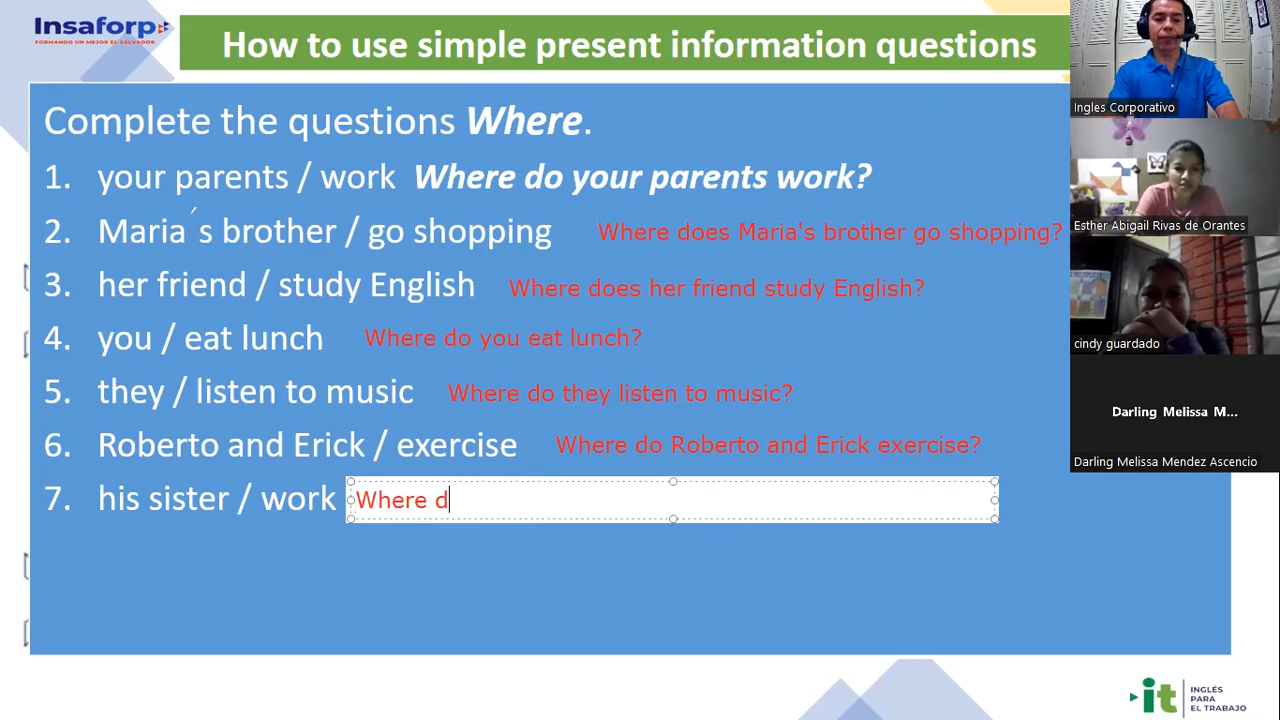 Insaforp
FORMANDO UN MEJOR EL SALVADOR
How to use simple present information questions
Complete the questions Where.
1. your parents / work Where do your parents work?
2. Maria´s brother / go shopping Where does Maria's brother go shopping?
3. her friend / study English Where does her friend study English?
4. you / eat lunch Where do you eat lunch?
5. they / listen to music Where do they listen to music?
6. Roberto and Erick / exercise Where do Roberto and Erick exercise?
7. his sister / work Where d
Ingles Corporativo
Esther Abigail Rivas de Orantes
cindy guardado
Darling Melissa M...
Darling Melissa Mendez Ascencio
it
INGLÉS
PARA
EL TRABAJO